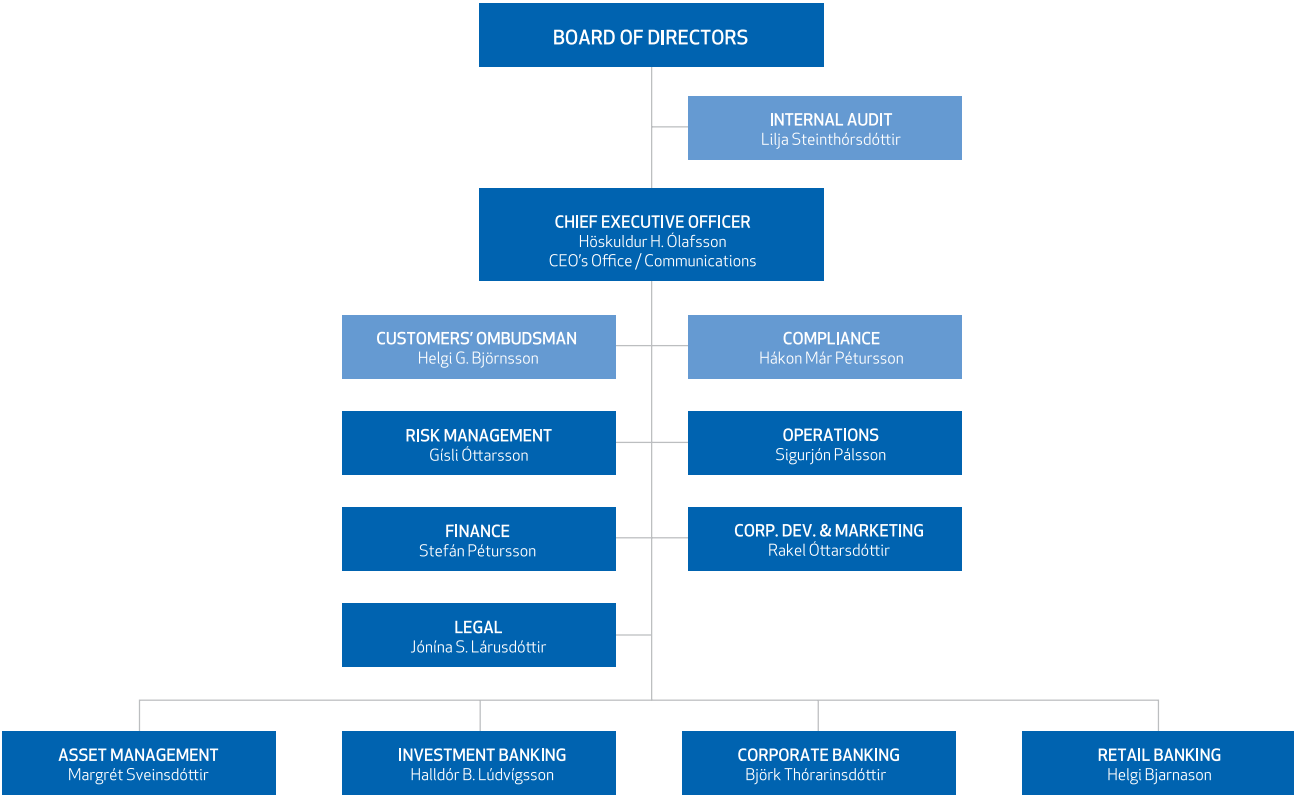 BOARD OF DIRECTORS
INTERNAL AUDIT
Lilja Steinthórsdóttir
CHIEF EXECUTIVE OFFICER
Höskuldur H. Ólafsson
CEO's Office / Communications
CUSTOMERS' OMBUDSMAN
Helgi G. Björnsson
COMPLIANCE
Hákon Már Pétursson
RISK MANAGEMENT
Gísli Óttarsson
OPERATIONS
Sigurjón Pálsson
FINANCE
Stefán Pétursson
CORP. DEV. & MARKETING
Rakel Óttarsdóttir
LEGAL
Jónína S. Lárusdóttir
ASSET MANAGEMENT
Margrét Sveinsdóttir
INVESTMENT BANKING
Halldór B. Lúdvígsson
CORPORATE BANKING
Björk Thórarinsdóttir
RETAIL BANKING
Helgi Bjarnason